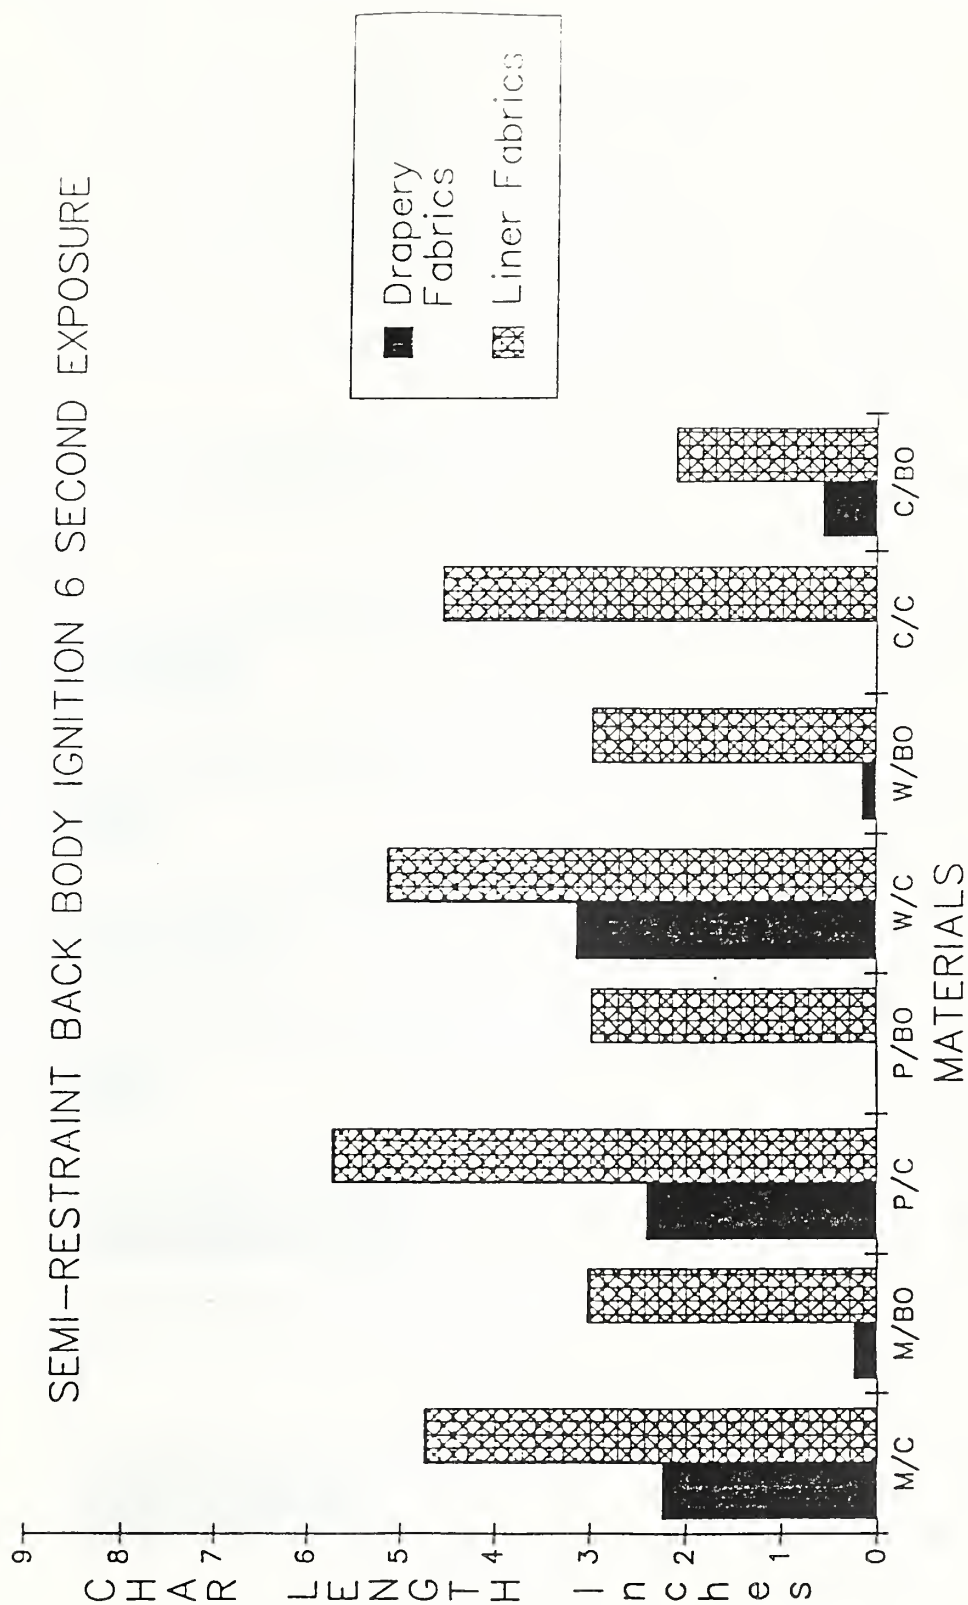 SEMI-RESTRAINT BACK BODY IGNITION 6 SECOND EXPOSURE
Drapery
Fabrics
Liner Fabrics
CHAR LENGTH Inches
9
8
7
6
5
4
3
2
1
0
M/C
M/BO
P/C
P/BO
W/C
W/BO
C/C
C/BO
MATERIALS